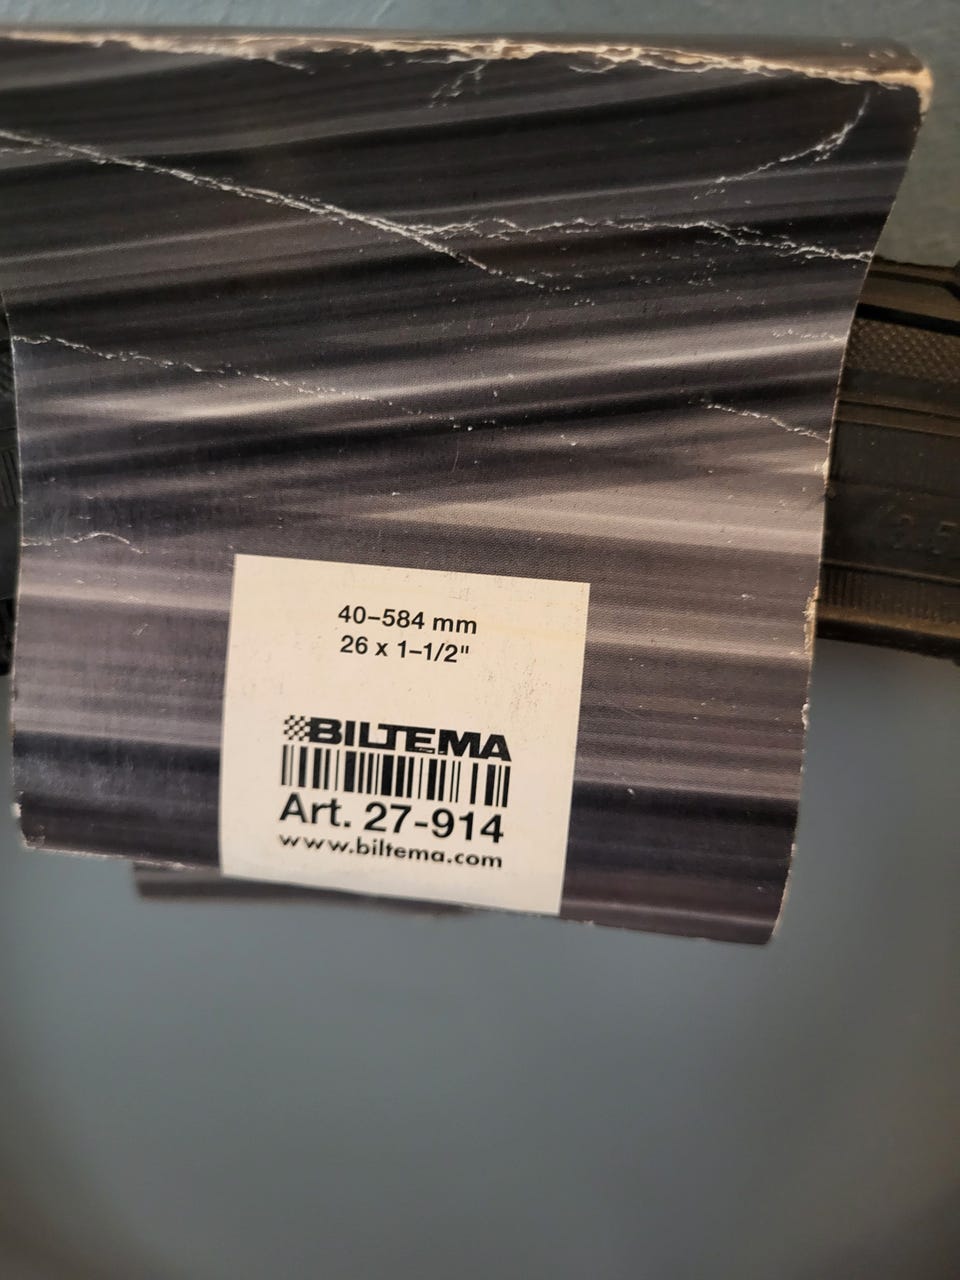 40–584 mm
26 x 1–1/2"
BILTEMA
Art. 27-914
www.biltema.com